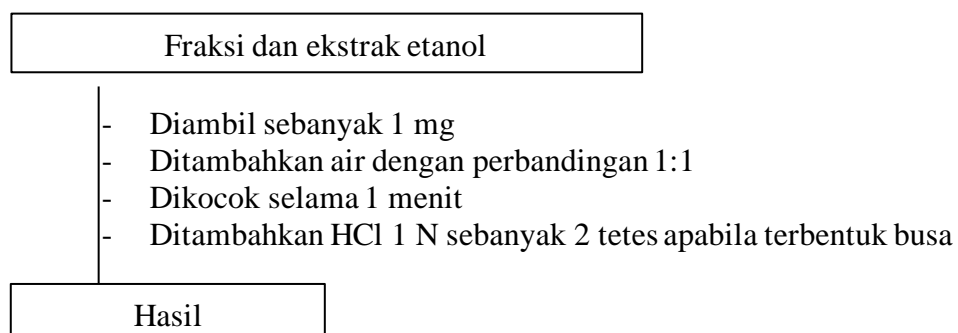 Fraksi dan ekstrak etanol
- Diambil sebanyak 1 mg
- Ditambahkan air dengan perbandingan 1:1
- Dikocok selama 1 menit
- Ditambahkan HCl 1 N sebanyak 2 tetes apabila terbentuk busa
Hasil